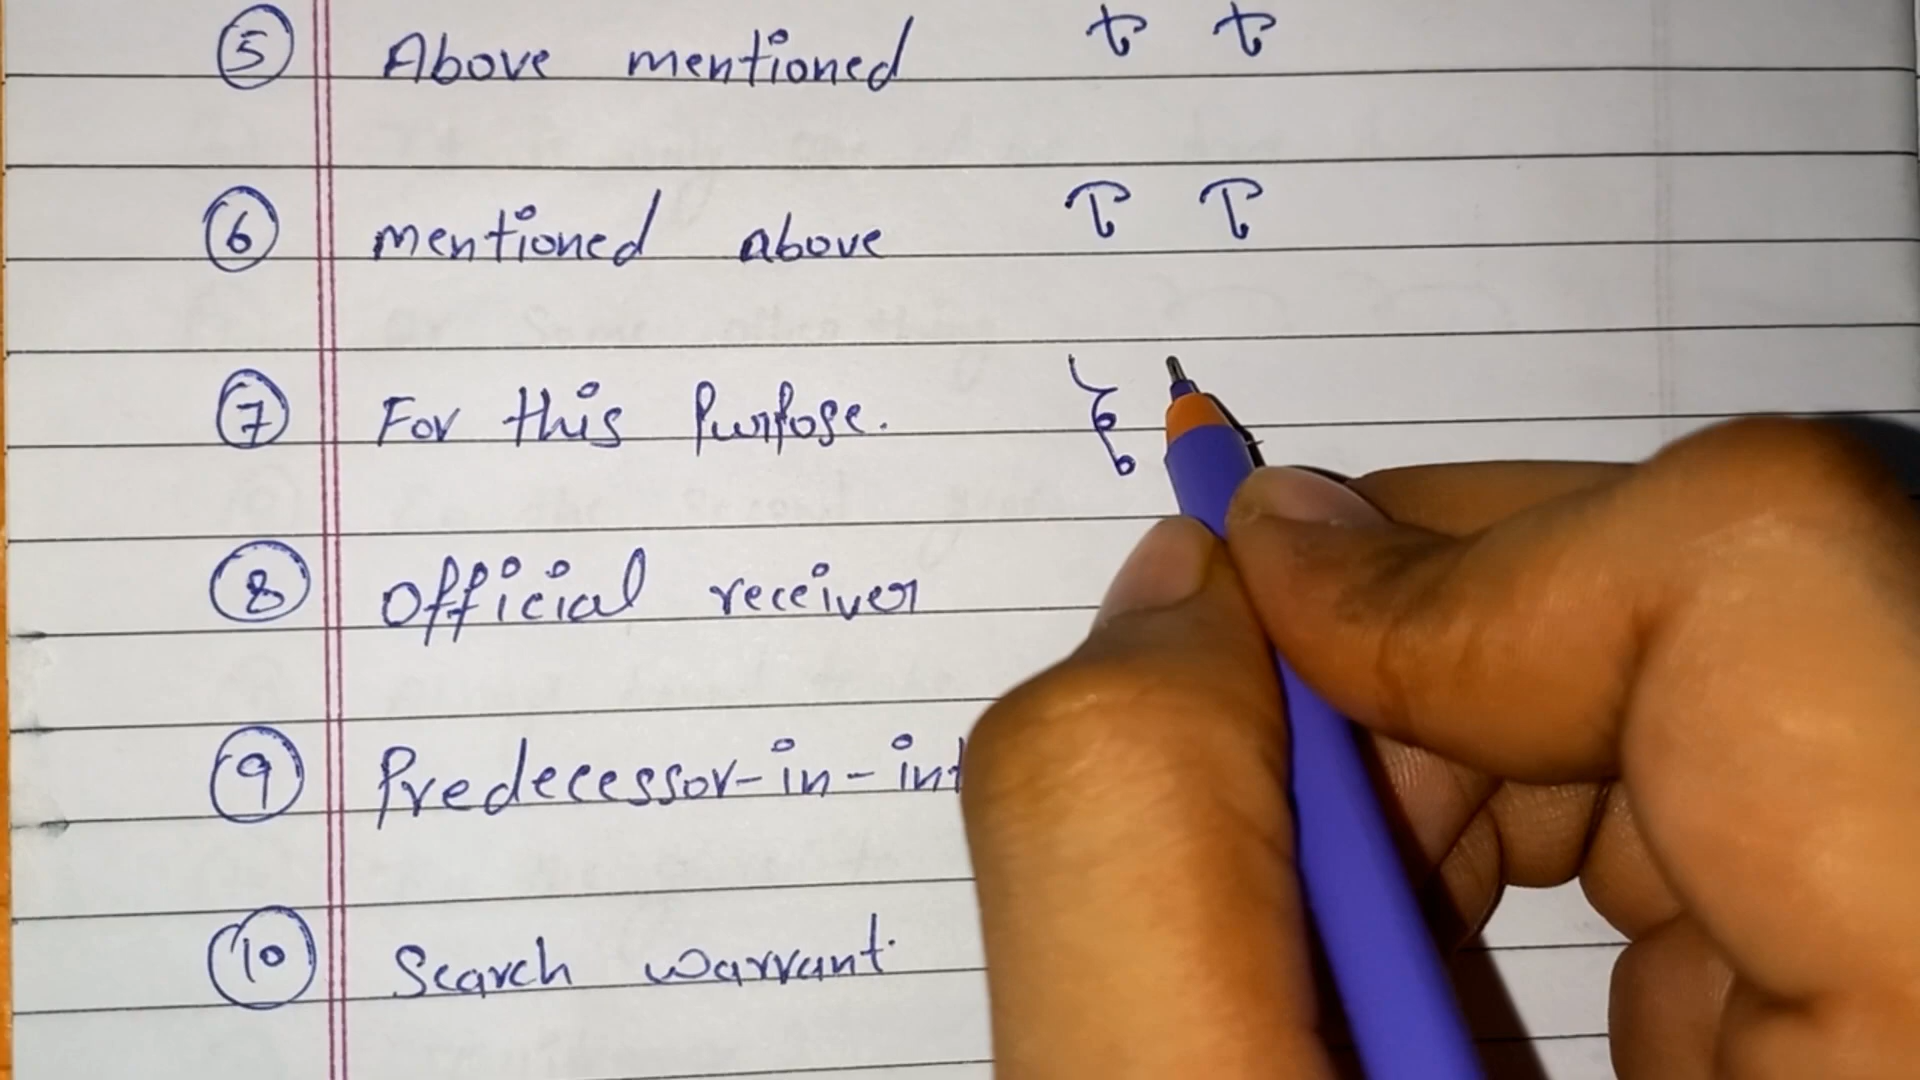 5 Above mentioned
6 mentioned above
7 For this Purpose.
8 Official receiver
9 Predecessor-in-
10 Search warrant.